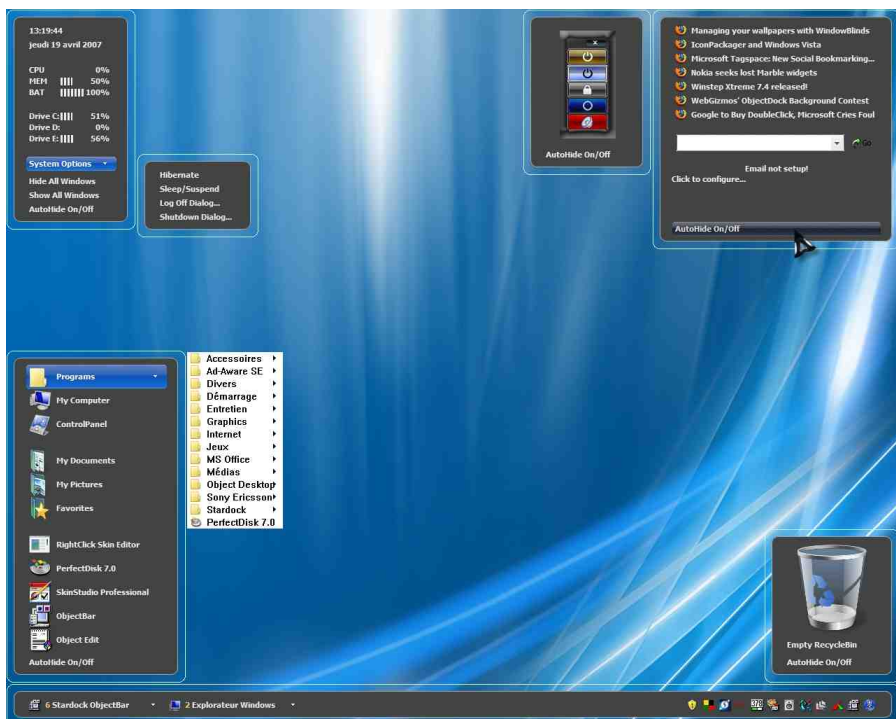 13:19:44
jeudi 19 avril 2007
CPU 0%
MEM 50%
BAT 100%
Drive C: 51%
Drive D: 0%
Drive E: 56%
System Options
Hide All Windows
Show All Windows
AutoHide On/Off
Hibernate
Sleep/Suspend
Log Off Dialog...
Shutdown Dialog...
AutoHide On/Off
Managing your wallpapers with WindowBlinds
IconPackager and Windows Vista
Microsoft Tagspace: New Social Bookmarking...
Nokia seeks lost Marble widgets
Winstep Xtreme 7.4 released!
WebGizmos' ObjectDock Background Contest
Google to Buy DoubleClick, Microsoft Cries Foul
Go
Email not setup!
Click to configure...
AutoHide On/Off
Programs
My Computer
ControlPanel
My Documents
My Pictures
Favorites
RightClick Skin Editor
PerfectDisk 7.0
SkinStudio Professional
ObjectBar
Object Edit
AutoHide On/Off
Accessoires
Ad-Aware SE
Divers
Démarrage
Entretien
Graphics
Internet
Jeux
MS Office
Médias
Object Desktop
Sony Ericsson
Stardock
PerfectDisk 7.0
Empty RecycleBin
AutoHide On/Off
6 Stardock ObjectBar
2 Explorateur Windows